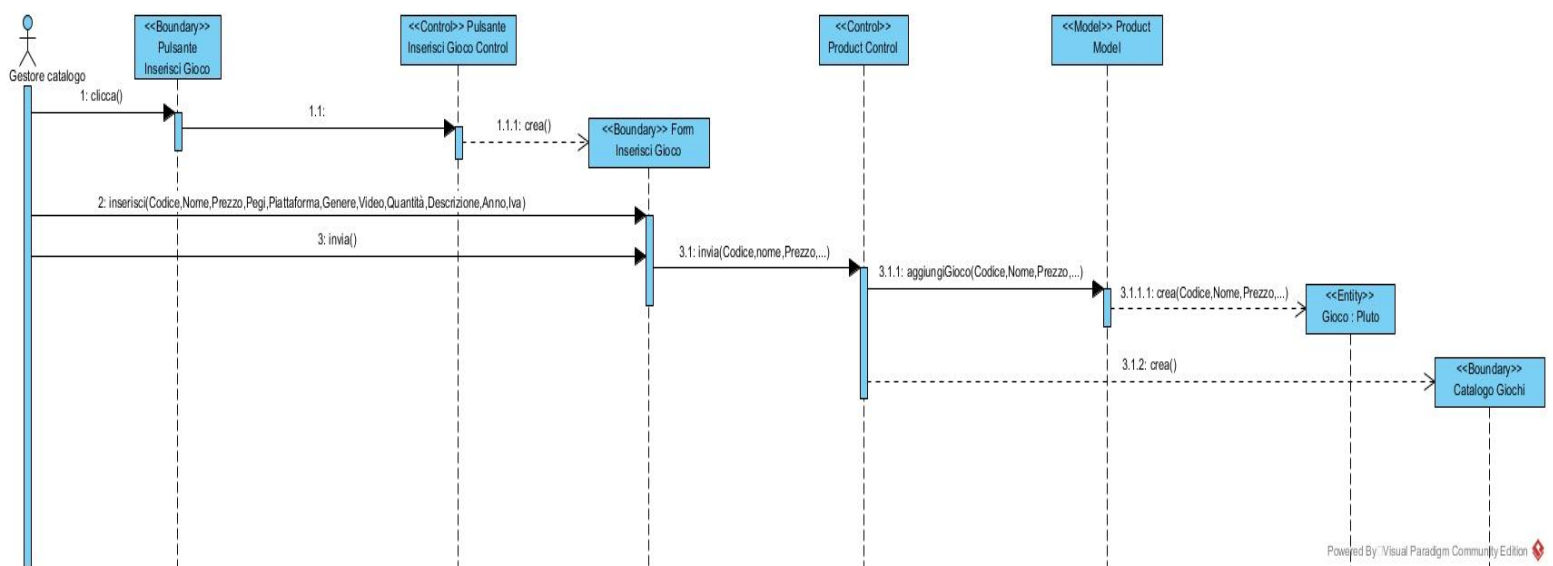 <<Boundary>>
Pulsante
Inserisci Gioco
<<Control>> Pulsante
Inserisci Gioco Control
<<Control>>
Product Control
<<Model>> Product
Model
Gestore catalogo
1: clicca()
1.1:
1.1.1: crea()
<<Boundary>> Form
Inserisci Gioco
2: inserisci(Codice,Nome,Prezzo,Pegi,Piattaforma,Genere,Video,Quantità,Descrizione,Anno,Iva)
3: invia()
3.1: invia(Codice,nome,Prezzo,...)
3.1.1: aggiungiGioco(Codice,Nome,Prezzo,...)
3.1.1.1: crea(Codice,Nome,Prezzo,...)
<<Entity>>
Gioco : Pluto
3.1.2: crea()
<<Boundary>>
Catalogo Giochi
Powered By Visual Paradigm Community Edition